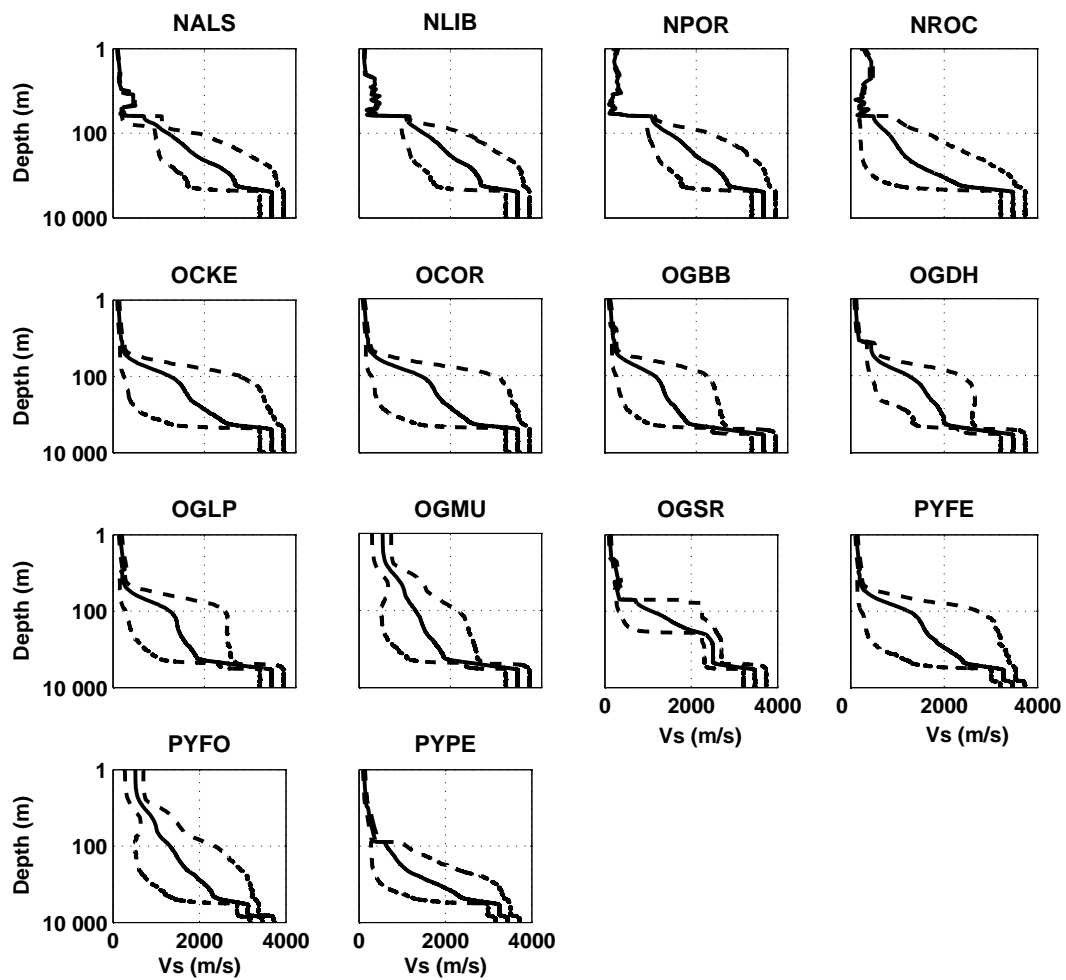 NALS NLIB NPOR NROC
1
Depth (m)
100
10 000
OCKE OCOR OGBB OGDH
1
Depth (m)
100
10 000
OGLP OGMU OGSR PYFE
1
Depth (m)
100
10 000
0 2000 4000 0 2000 4000
Vs (m/s) Vs (m/s)
PYFO PYPE
1
Depth (m)
100
10 000
0 2000 4000 0 2000 4000
Vs (m/s) Vs (m/s)